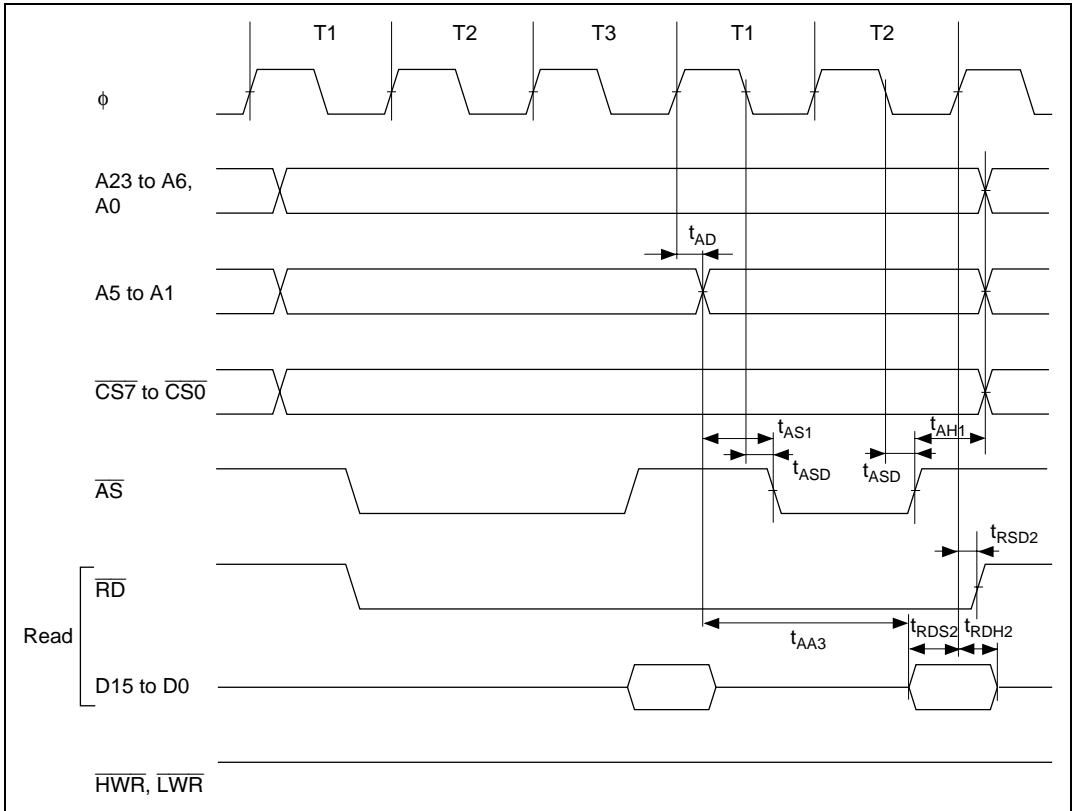 T1 T2 T3 T1 T2
ϕ
A23 to A6,
A0
tAD
A5 to A1
CS7 to CS0
tAS1 tAH1
tASD tASD
AS
tRSD2
RD
Read
tAA3 tRDS2 tRDH2
D15 to D0
HWR, LWR